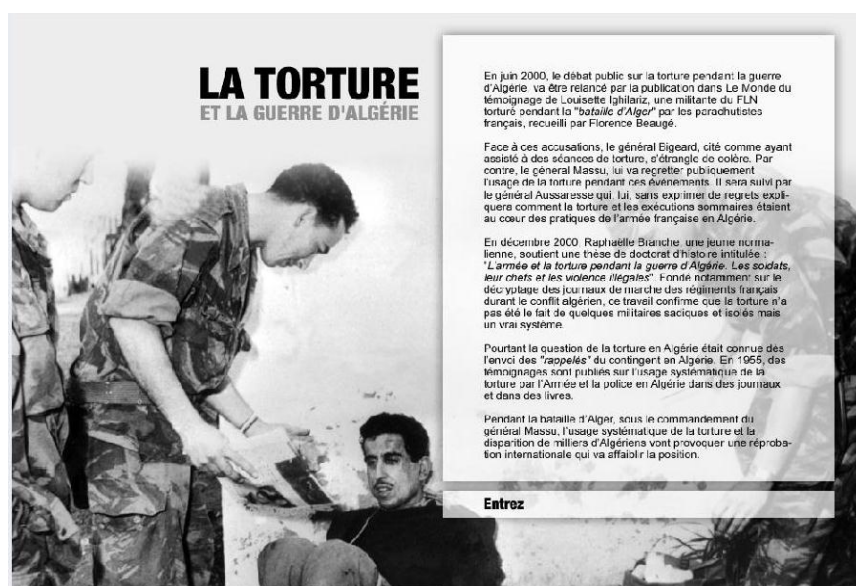 LA TORTURE
ET LA GUERRE D'ALGÉRIE
En juin 2000, le débat public sur la torture pendant la guerre
d'Algérie, va être relancé par la publication dans Le Monde du
témoignage de Louisette Ighilariz, une militante du FLN
torturé pendant la "bataille d'Alger" par les parachutistes
français, recueilli par Florence Beaugé.
Face à ces accusations, le général Bigeard, cité comme ayant
assisté à des séances de torture, s'étrangle de colère. Par
contre, le général Massu, lui va regretter publiquement
l'usage de la torture pendant ces événements. Il sera suivi par
le général Aussaresse qui, lui, sans exprimer de regrets expli-
quera comment la torture et les exécutions sommaires étaient
au cœur des pratiques de l'armée française en Algérie.
En décembre 2000, Raphaëlle Branche, une jeune norma-
lienne, soutient une thèse de doctorat d'histoire intitulée :
"L'armée et la torture pendant la guerre d'Algérie. Les soldats,
leur chefs et les violence illégales". Fondé notamment sur le
décryptage des journaux de marche des régiments français
durant le conflit algérien, ce travail confirme que la torture n'a
pas été le fait de quelques militaires sadiques et isolés mais
un vrai système.
Pourtant la question de la torture en Algérie était connue dès
l'envoi des "rappelés" du contingent en Algérie. En 1955, des
témoignages sont publiés sur l'usage systématique de la
torture par l'Armée et la police en Algérie dans des journaux
et dans des livres.
Pendant la bataille d'Alger, sous le commandement du
général Massu, l'usage systématique de la torture et la
disparition de milliers d'Algériens vont provoquer une réproba-
tion internationale qui va affaiblir la position.
Entrez